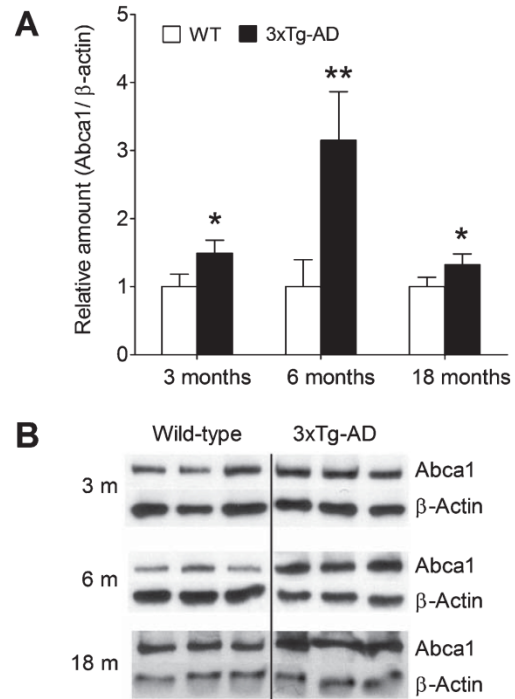 A
WT 3xTg-AD
Relative amount (Abca1/ β-actin)
5
4
3
2
1
0
*
**
*
3 months 6 months 18 months
B
Wild-type 3xTg-AD
3 m
Abca1
β-Actin
6 m
Abca1
β-Actin
18 m
Abca1
β-Actin